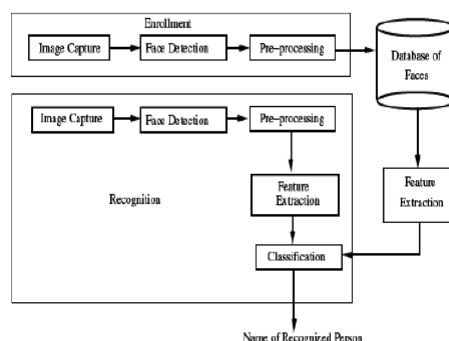 Enrollment
Image Capture
Face Detection
Pre-processing
Database of
Faces
Image Capture
Face Detection
Pre-processing
Feature
Extraction
Feature
Extraction
Recognition
Classification
Name of Recognized Person